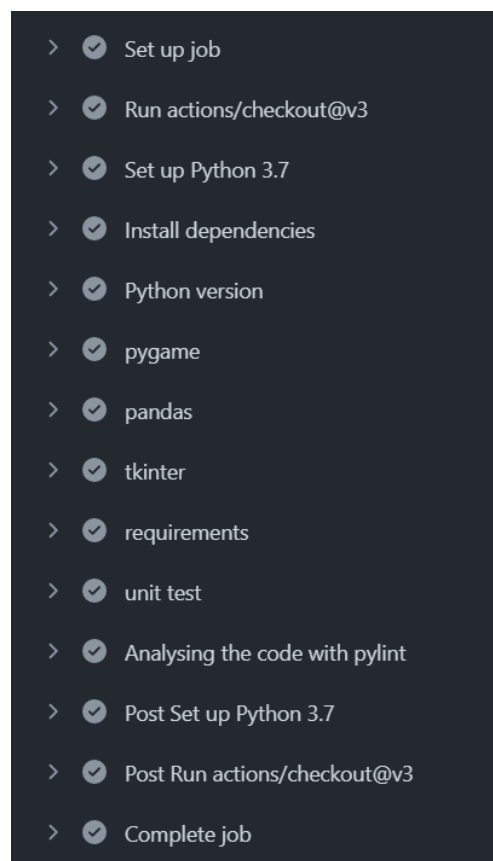 Set up job
Run actions/checkout@v3
Set up Python 3.7
Install dependencies
Python version
pygame
pandas
tkinter
requirements
unit test
Analysing the code with pylint
Post Set up Python 3.7
Post Run actions/checkout@v3
Complete job